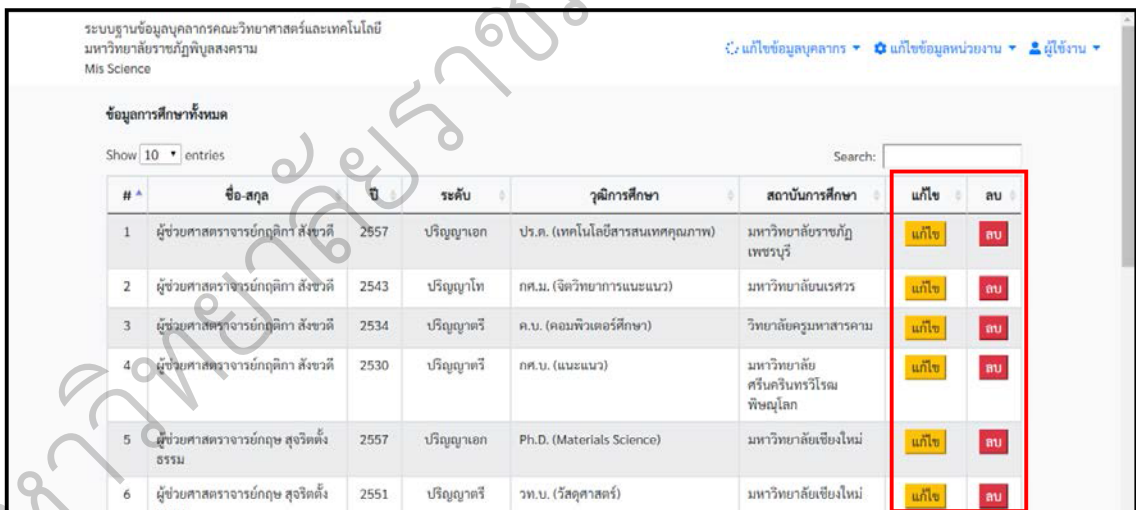 ระบบฐานข้อมูลบุคลากรคณะวิทยาศาสตร์และเทคโนโลยี
มหาวิทยาลัยราชภัฏพิบูลสงคราม
Mis Science
แก้ไขข้อมูลบุคลากร แก้ไขข้อมูลหน่วยงาน ผู้ใช้งาน
ข้อมูลการศึกษาทั้งหมด
Show 10 entries Search:
# ชื่อ-สกุล ปี ระดับ วุฒิการศึกษา สถาบันการศึกษา แก้ไข ลบ
1 ผู้ช่วยศาสตราจารย์กฤติกา สังขวดี 2557 ปริญญาเอก ปร.ด. (เทคโนโลยีสารสนเทศคุณภาพ) มหาวิทยาลัยราชภัฏ แก้ไข ลบ
เพชรบุรี
2 ผู้ช่วยศาสตราจารย์กฤติกา สังขวดี 2543 ปริญญาโท กศ.ม. (จิตวิทยาการแนะแนว) มหาวิทยาลัยนเรศวร แก้ไข ลบ
3 ผู้ช่วยศาสตราจารย์กฤติกา สังขวดี 2534 ปริญญาตรี ค.บ. (คอมพิวเตอร์ศึกษา) วิทยาลัยครูมหาสารคาม แก้ไข ลบ
4 ผู้ช่วยศาสตราจารย์กฤติกา สังขวดี 2530 ปริญญาตรี กศ.บ. (แนะแนว) มหาวิทยาลัย แก้ไข ลบ
ศรีนครินทรวิโรฒ
พิษณุโลก
5 ผู้ช่วยศาสตราจารย์กฤษ สุจริตตั้ง 2557 ปริญญาเอก Ph.D. (Materials Science) มหาวิทยาลัยเชียงใหม่ แก้ไข ลบ
ธรรม
6 ผู้ช่วยศาสตราจารย์กฤษ สุจริตตั้ง 2551 ปริญญาตรี วท.บ. (วัสดุศาสตร์) มหาวิทยาลัยเชียงใหม่ แก้ไข ลบ